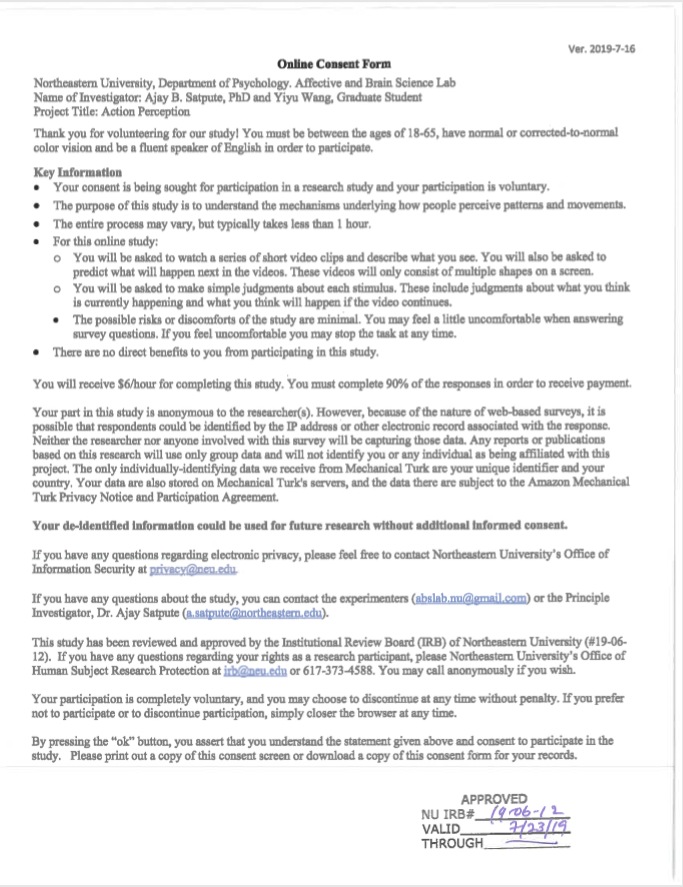 Ver. 2019-7-16
Online Consent Form
Northeastern University, Department of Psychology. Affective and Brain Science Lab
Name of Investigator: Ajay B. Satpute, PhD and Yiyu Wang, Graduate Student
Project Title: Action Perception
Thank you for volunteering for our study! You must be between the ages of 18-65, have normal or corrected-to-normal
color vision and be a fluent speaker of English in order to participate.
Key Information
• Your consent is being sought for participation in a research study and your participation is voluntary.
• The purpose of this study is to understand the mechanisms underlying how people perceive patterns and movements.
• The entire process may vary, but typically takes less than 1 hour.
• For this online study:
o You will be asked to watch a series of short video clips and describe what you see. You will also be asked to
predict what will happen next in the videos. These videos will only consist of multiple shapes on a screen.
o You will be asked to make simple judgments about each stimulus. These include judgments about what you think
is currently happening and what you think will happen if the video continues.
• The possible risks or discomforts of the study are minimal. You may feel a little uncomfortable when answering
survey questions. If you feel uncomfortable you may stop the task at any time.
• There are no direct benefits to you from participating in this study.
You will receive $6/hour for completing this study. You must complete 90% of the responses in order to receive payment.
Your part in this study is anonymous to the researcher(s). However, because of the nature of web-based surveys, it is
possible that respondents could be identified by the IP address or other electronic record associated with the response.
Neither the researcher nor anyone involved with this survey will be capturing those data. Any reports or publications
based on this research will use only group data and will not identify you or any individual as being affiliated with this
project. The only individually-identifying data we receive from Mechanical Turk are your unique identifier and your
country. Your data are also stored on Mechanical Turk's servers, and the data there are subject to the Amazon Mechanical
Turk Privacy Notice and Participation Agreement.
Your de-identified information could be used for future research without additional informed consent.
If you have any questions regarding electronic privacy, please feel free to contact Northeastern University's Office of
Information Security at privacy@neu.edu.
If you have any questions about the study, you can contact the experimenters (abslab.nu@gmail.com) or the Principle
Investigator, Dr. Ajay Satpute (a.satpute@northeastern.edu).
This study has been reviewed and approved by the Institutional Review Board (IRB) of Northeastern University (#19-06-
12). If you have any questions regarding your rights as a research participant, please Northeastern University's Office of
Human Subject Research Protection at irb@neu.edu or 617-373-4588. You may call anonymously if you wish.
Your participation is completely voluntary, and you may choose to discontinue at any time without penalty. If you prefer
not to participate or to discontinue participation, simply closer the browser at any time.
By pressing the "ok" button, you assert that you understand the statement given above and consent to participate in the
study. Please print out a copy of this consent screen or download a copy of this consent form for your records.
APPROVED
NU IRB# 19-06-12
VALID 7/23/19
THROUGH